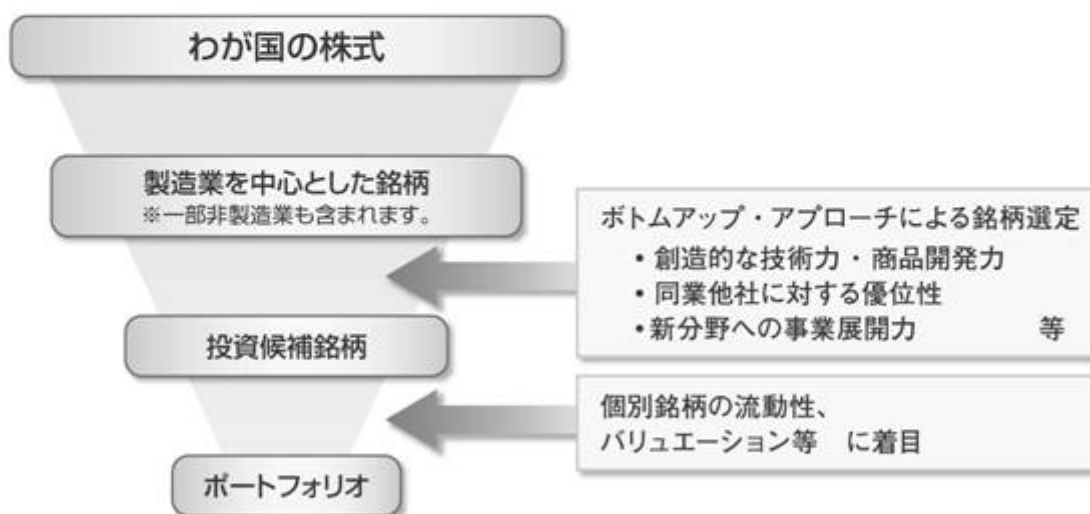 わが国の株式
製造業を中心とした銘柄
※一部非製造業も含まれます。
ボトムアップ・アプローチによる銘柄選定
• 創造的な技術力・商品開発力
• 同業他社に対する優位性
• 新分野への事業展開力 等
投資候補銘柄
個別銘柄の流動性、
バリュエーション等 に着目
ポートフォリオ